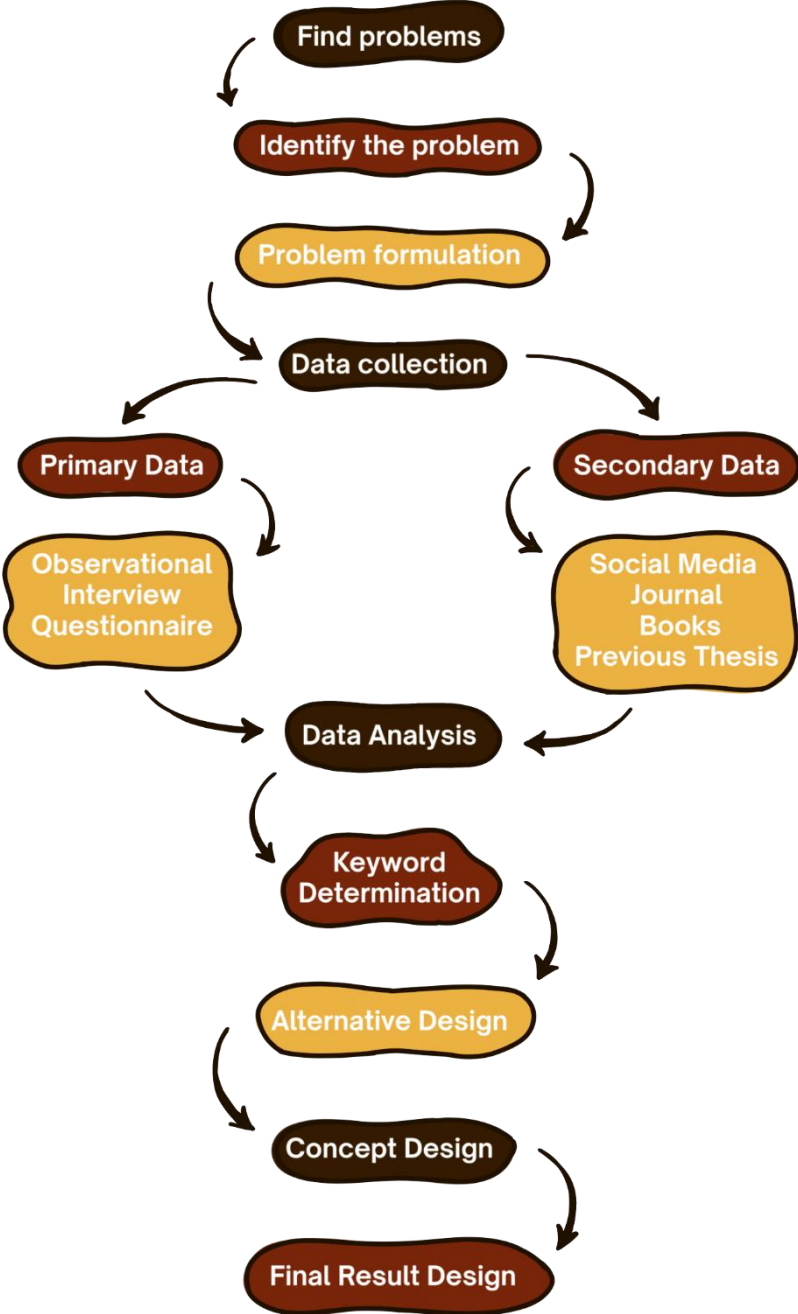 Find problems
Identify the problem
Problem formulation
Data collection
Primary Data
Secondary Data
Observational
Interview
Questionnaire
Social Media
Journal
Books
Previous Thesis
Data Analysis
Keyword
Determination
Alternative Design
Concept Design
Final Result Design